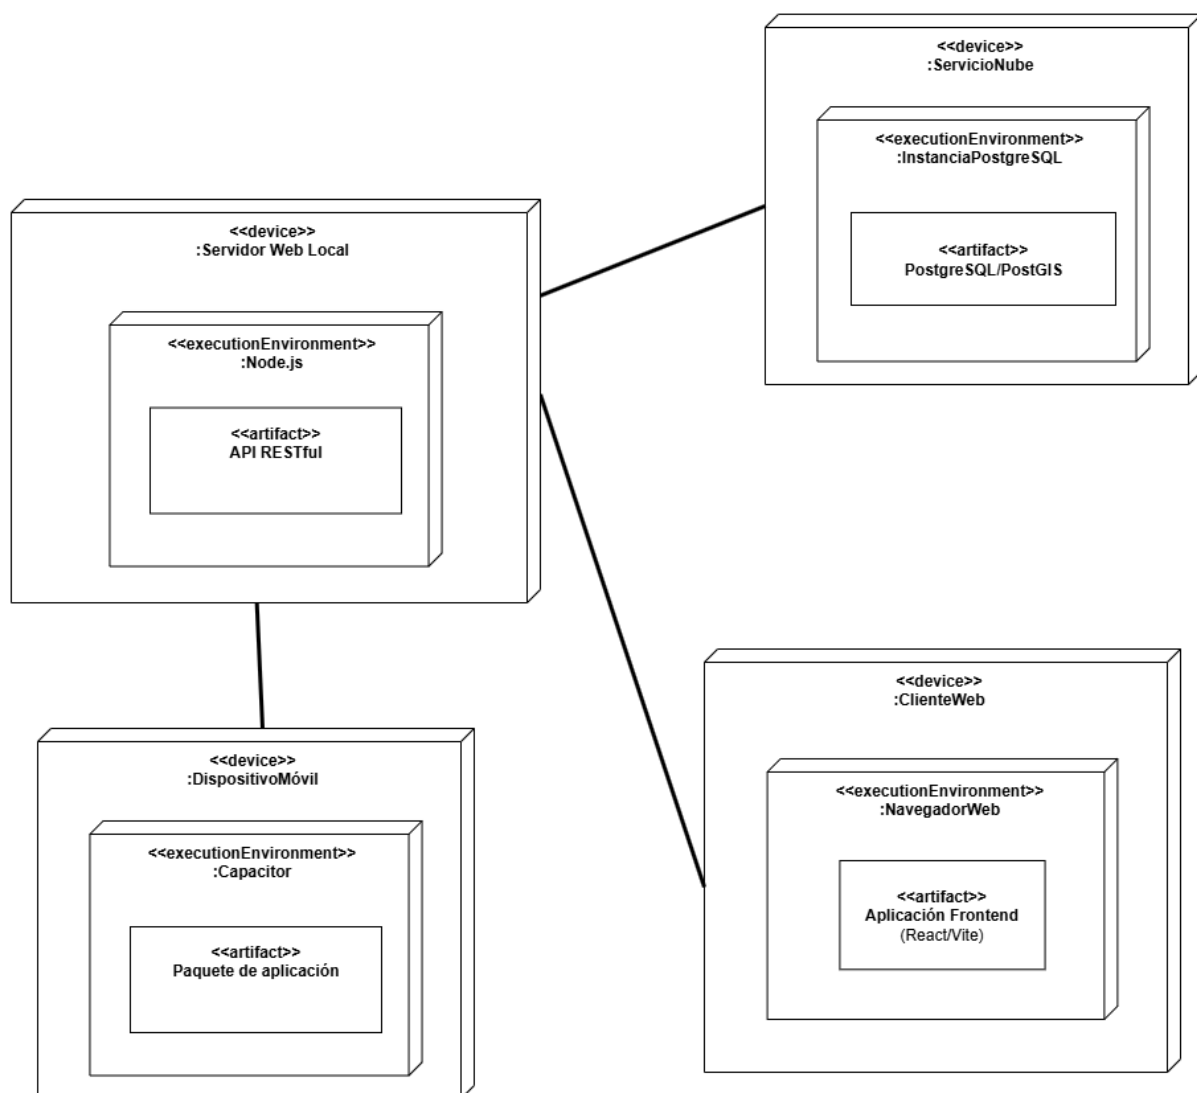 <<device>>
:ServicioNube
<<executionEnvironment>>
:InstanciaPostgreSQL
<<artifact>>
PostgreSQL/PostGIS
<<device>>
:Servidor Web Local
<<executionEnvironment>>
:Node.js
<<artifact>>
API RESTful
<<device>>
:DispositivoMóvil
<<executionEnvironment>>
:Capacitor
<<artifact>>
Paquete de aplicación
<<device>>
:ClienteWeb
<<executionEnvironment>>
:NavegadorWeb
<<artifact>>
Aplicación Frontend
(React/Vite)